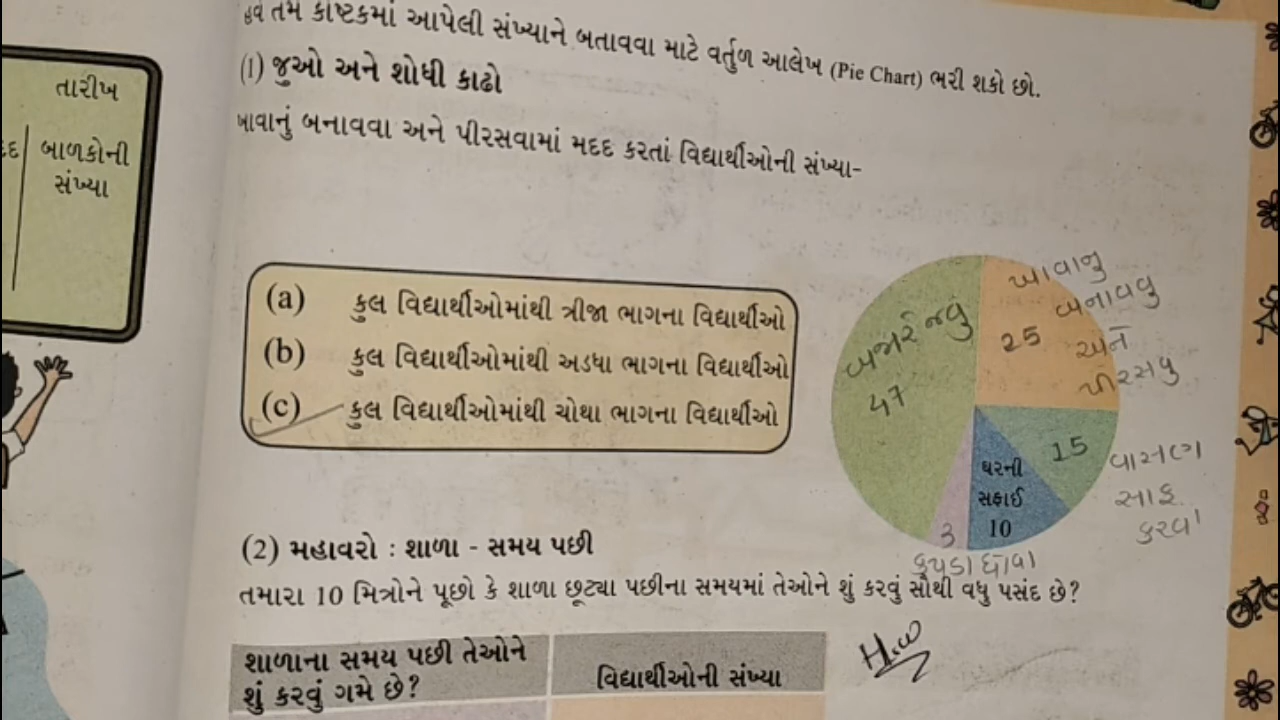 હવે તમે કોષ્ટકમાં આપેલી સંખ્યાને બતાવવા માટે વર્તુળ આલેખ (Pie Chart) ભરી શકો છો.
(1) જુઓ અને શોધી કાઢો
ખાવાનું બનાવવા અને પીરસવામાં મદદ કરતાં વિદ્યાર્થીઓની સંખ્યા-
તારીખ
બાળકોની
સંખ્યા
(a) કુલ વિદ્યાર્થીઓમાંથી ત્રીજા ભાગના વિદ્યાર્થીઓ
(b) કુલ વિદ્યાર્થીઓમાંથી અડધા ભાગના વિદ્યાર્થીઓ
(c) કુલ વિદ્યાર્થીઓમાંથી ચોથા ભાગના વિદ્યાર્થીઓ
બજારે જવું
47
ખાવાનુ
બનાવવુ
25 અને
પીરસવુ
15 વાસણ
સાફ
કરવા
ઘરની
સફાઈ
10
3
કપડા ધોવા
(2) મહાવરો : શાળા - સમય પછી
તમારા 10 મિત્રોને પૂછો કે શાળા છૂટ્યા પછીના સમયમાં તેઓને શું કરવું સૌથી વધુ પસંદ છે?
H.W
શાળાના સમય પછી તેઓને
શું કરવું ગમે છે?
વિદ્યાર્થીઓની સંખ્યા